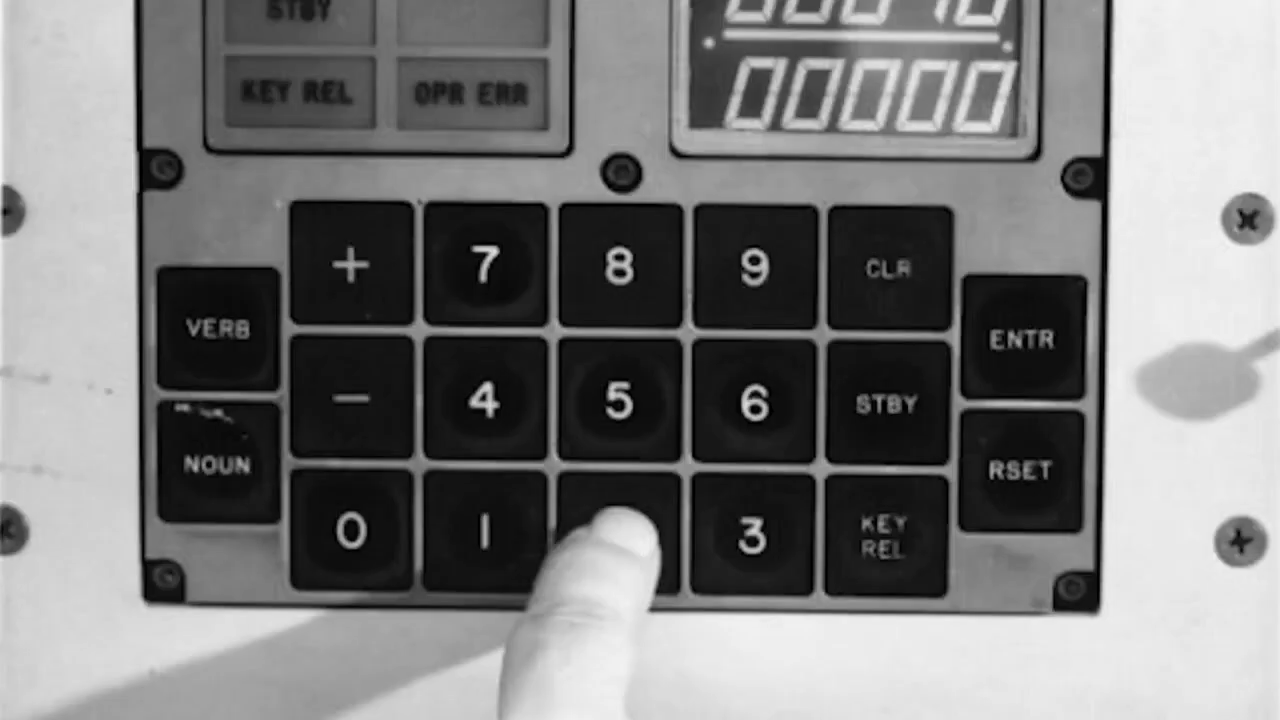 STBY
KEY REL OPR ERR
00000
+ 7 8 9 CLR
VERB ENTR
- 4 5 6 STBY
NOUN RSET
0 1 3 KEY
REL